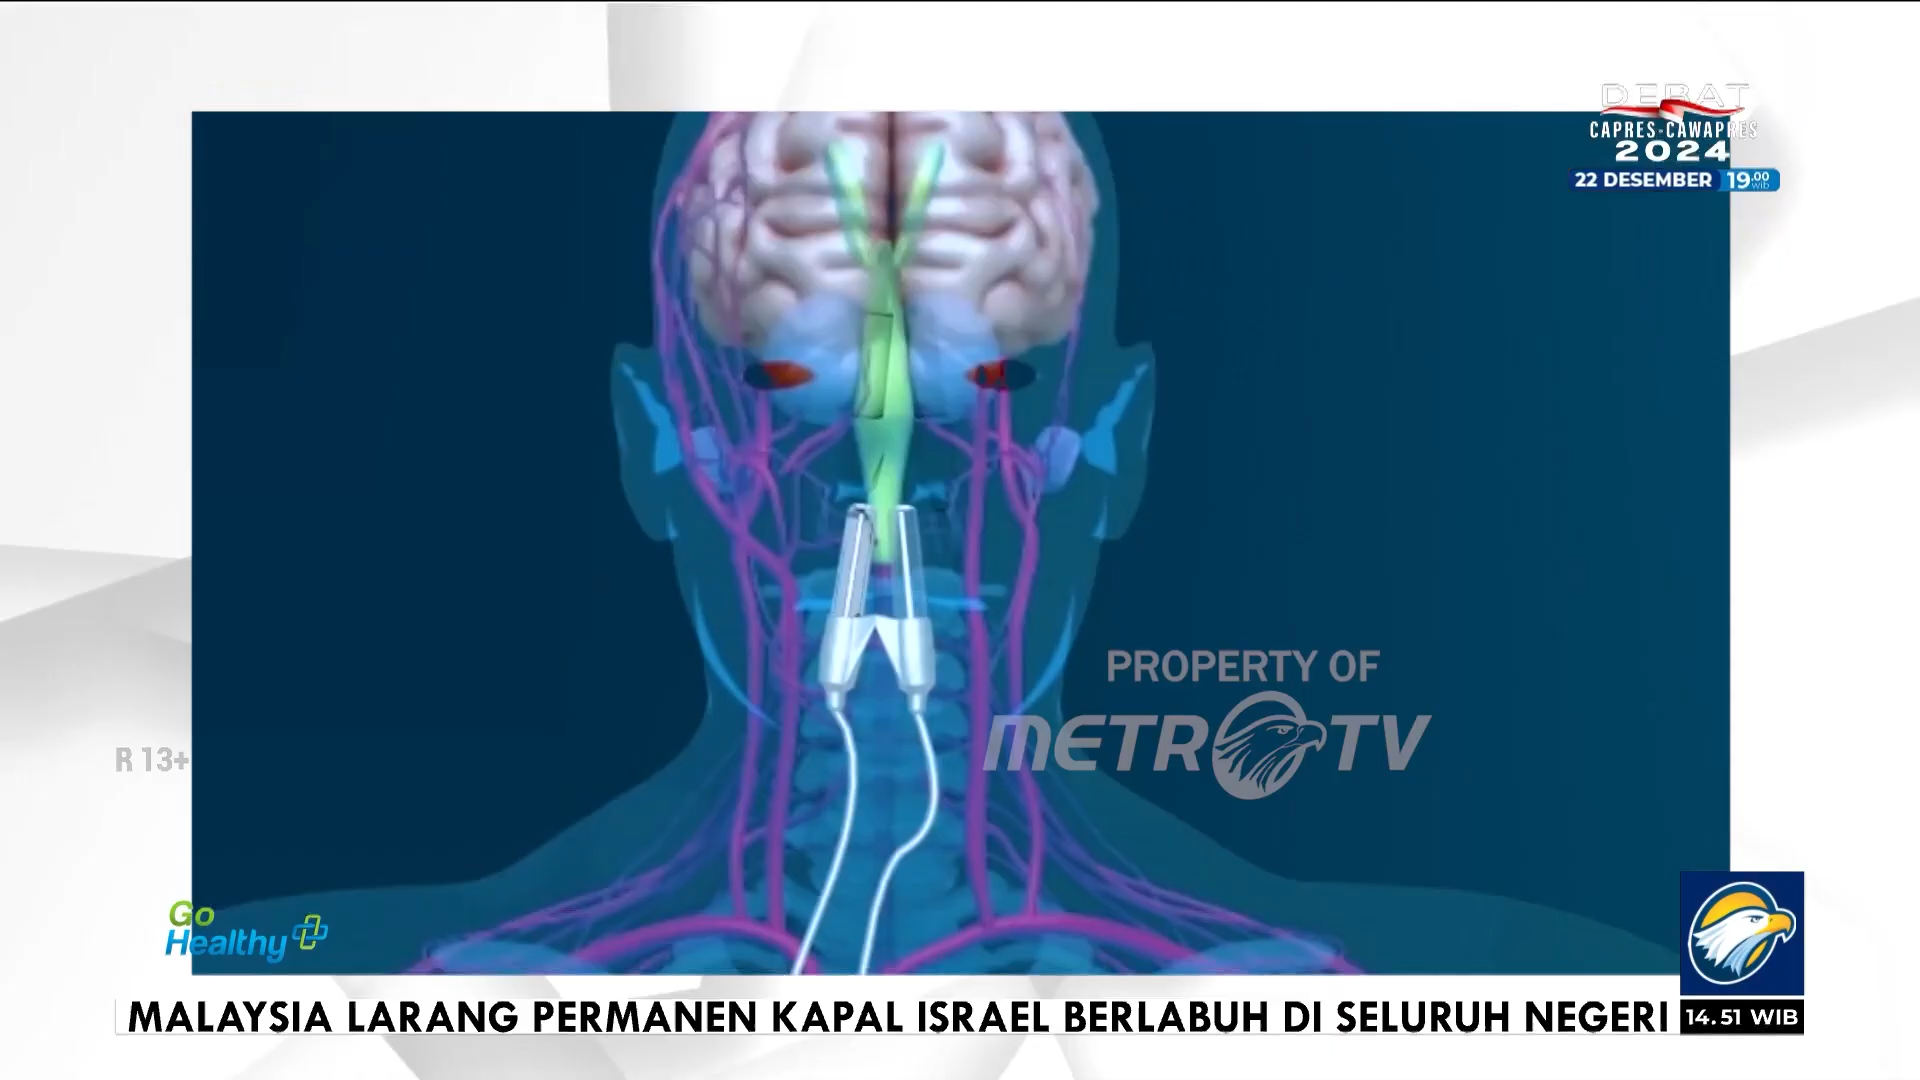 DEBAT
CAPRES-CAWAPRES
2024
22 DESEMBER 19.00 wib
PROPERTY OF
METRO TV
R 13+
Go
Healthy
MALAYSIA LARANG PERMANEN KAPAL ISRAEL BERLABUH DI SELURUH NEGERI
14.51 WIB